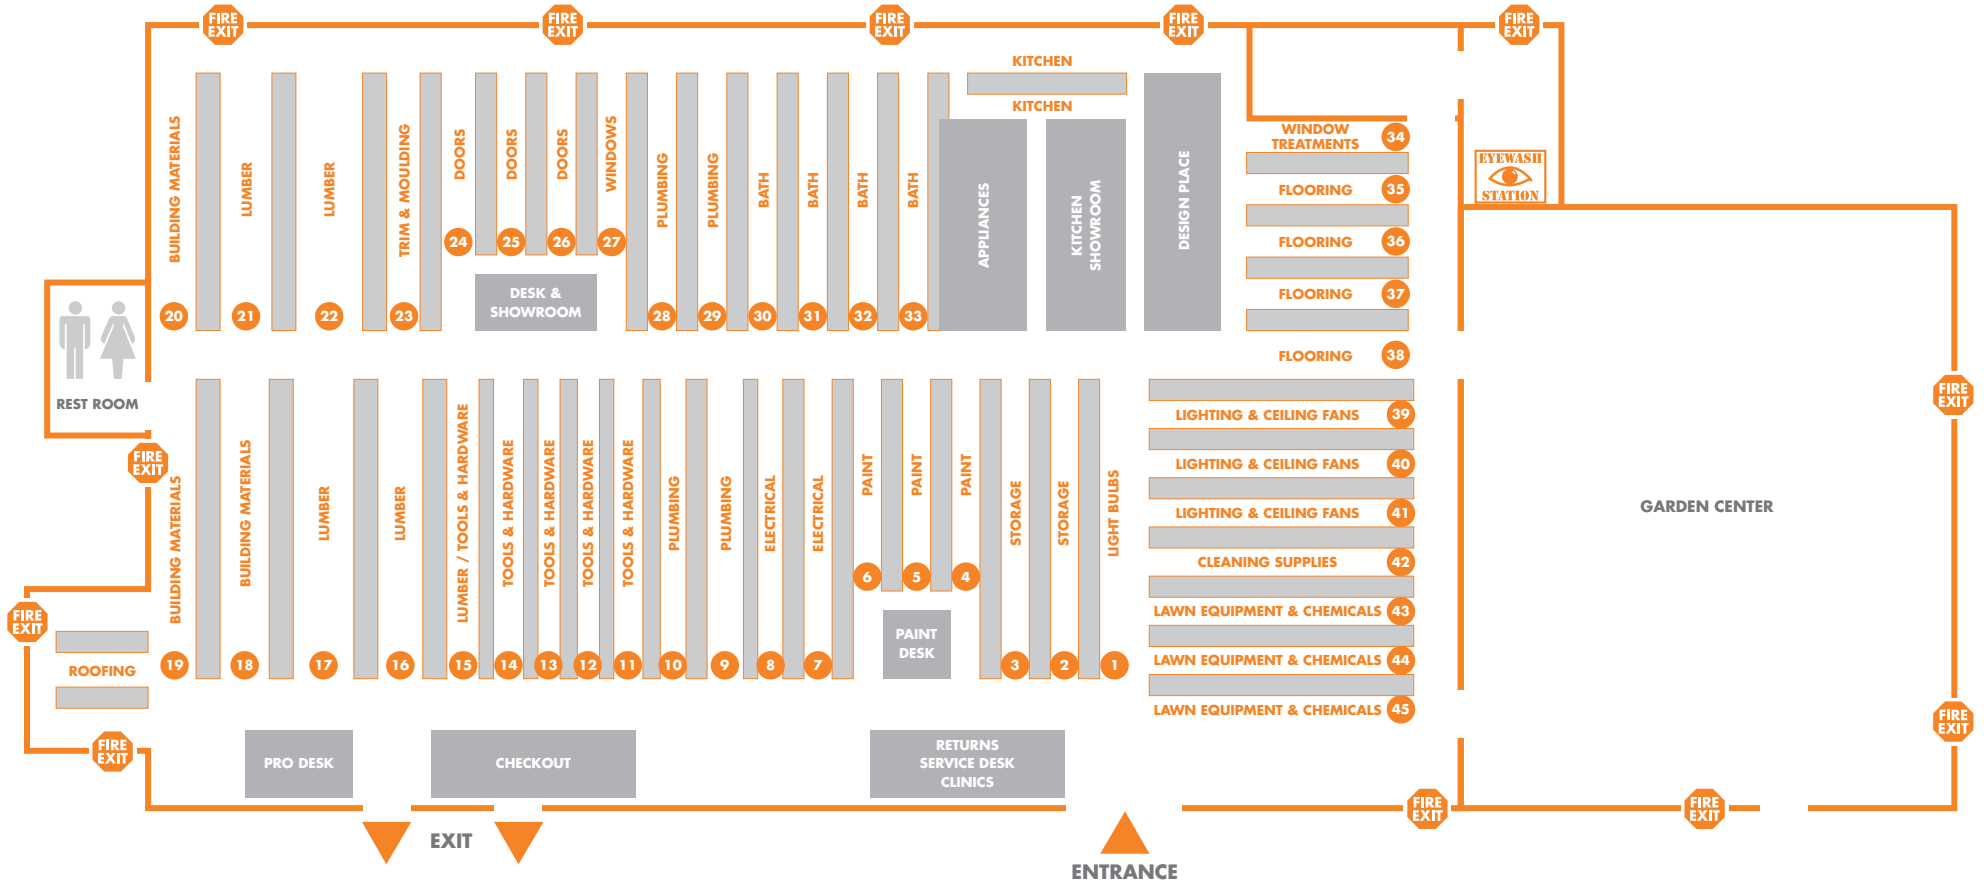 FIRE
EXIT
FIRE
EXIT
FIRE
EXIT
FIRE
EXIT
FIRE
EXIT
KITCHEN
KITCHEN
BUILDING MATERIALS
20
LUMBER
21
LUMBER
22
TRIM & MOULDING
23
DOORS
24
DOORS
25
DOORS
26
WINDOWS
27
DESK &
SHOWROOM
PLUMBING
28
PLUMBING
29
BATH
30
BATH
31
BATH
32
BATH
33
APPLIANCES
KITCHEN
SHOWROOM
DESIGN PLACE
WINDOW
TREATMENTS
34
FLOORING
35
FLOORING
36
FLOORING
37
FLOORING
38
EYEWASH
STATION
REST ROOM
FIRE
EXIT
BUILDING MATERIALS
19
BUILDING MATERIALS
18
LUMBER
17
LUMBER
16
LUMBER / TOOLS & HARDWARE
15
TOOLS & HARDWARE
14
TOOLS & HARDWARE
13
TOOLS & HARDWARE
12
TOOLS & HARDWARE
11
PLUMBING
10
PLUMBING
9
ELECTRICAL
8
ELECTRICAL
7
PAINT
6
PAINT
5
PAINT
4
PAINT
DESK
STORAGE
3
STORAGE
2
LIGHT BULBS
1
LIGHTING & CEILING FANS
39
LIGHTING & CEILING FANS
40
LIGHTING & CEILING FANS
41
CLEANING SUPPLIES
42
LAWN EQUIPMENT & CHEMICALS
43
LAWN EQUIPMENT & CHEMICALS
44
LAWN EQUIPMENT & CHEMICALS
45
GARDEN CENTER
FIRE
EXIT
FIRE
EXIT
FIRE
EXIT
ROOFING
FIRE
EXIT
PRO DESK
CHECKOUT
RETURNS
SERVICE DESK
CLINICS
FIRE
EXIT
FIRE
EXIT
EXIT
ENTRANCE